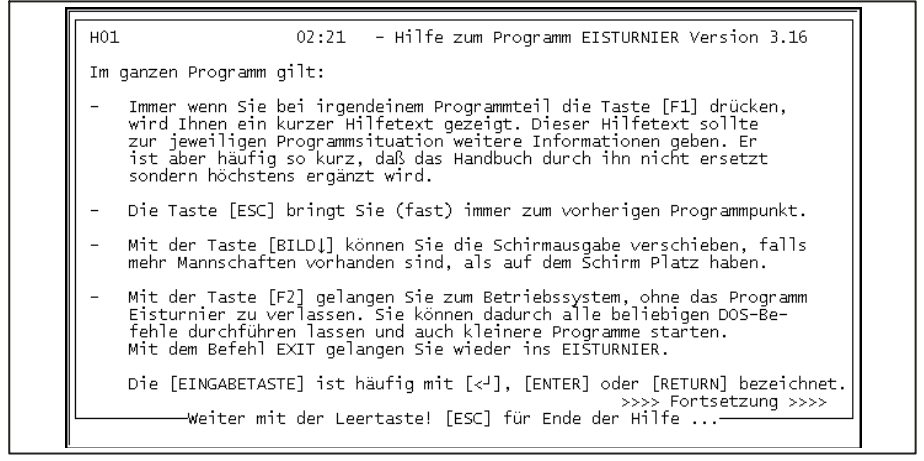 H01 02:21 - Hilfe zum Programm EISTURNIER Version 3.16
Im ganzen Programm gilt:
- Immer wenn Sie bei irgendeinem Programmteil die Taste [F1] drücken,
wird Ihnen ein kurzer Hilfetext gezeigt. Dieser Hilfetext sollte
zur jeweiligen Programmsituation weitere Informationen geben. Er
ist aber häufig so kurz, daß das Handbuch durch ihn nicht ersetzt
sondern höchstens ergänzt wird.
- Die Taste [ESC] bringt Sie (fast) immer zum vorherigen Programmpunkt.
- Mit der Taste [BILD↓] können Sie die Schirmausgabe verschieben, falls
mehr Mannschaften vorhanden sind, als auf dem Schirm Platz haben.
- Mit der Taste [F2] gelangen Sie zum Betriebssystem, ohne das Programm
Eisturnier zu verlassen. Sie können dadurch alle beliebigen DOS-Be-
fehle durchführen lassen und auch kleinere Programme starten.
Mit dem Befehl EXIT gelangen Sie wieder ins EISTURNIER.
Die [EINGABETASTE] ist häufig mit [<┘], [ENTER] oder [RETURN] bezeichnet.
>>>> Fortsetzung >>>>
Weiter mit der Leertaste! [ESC] für Ende der Hilfe ...